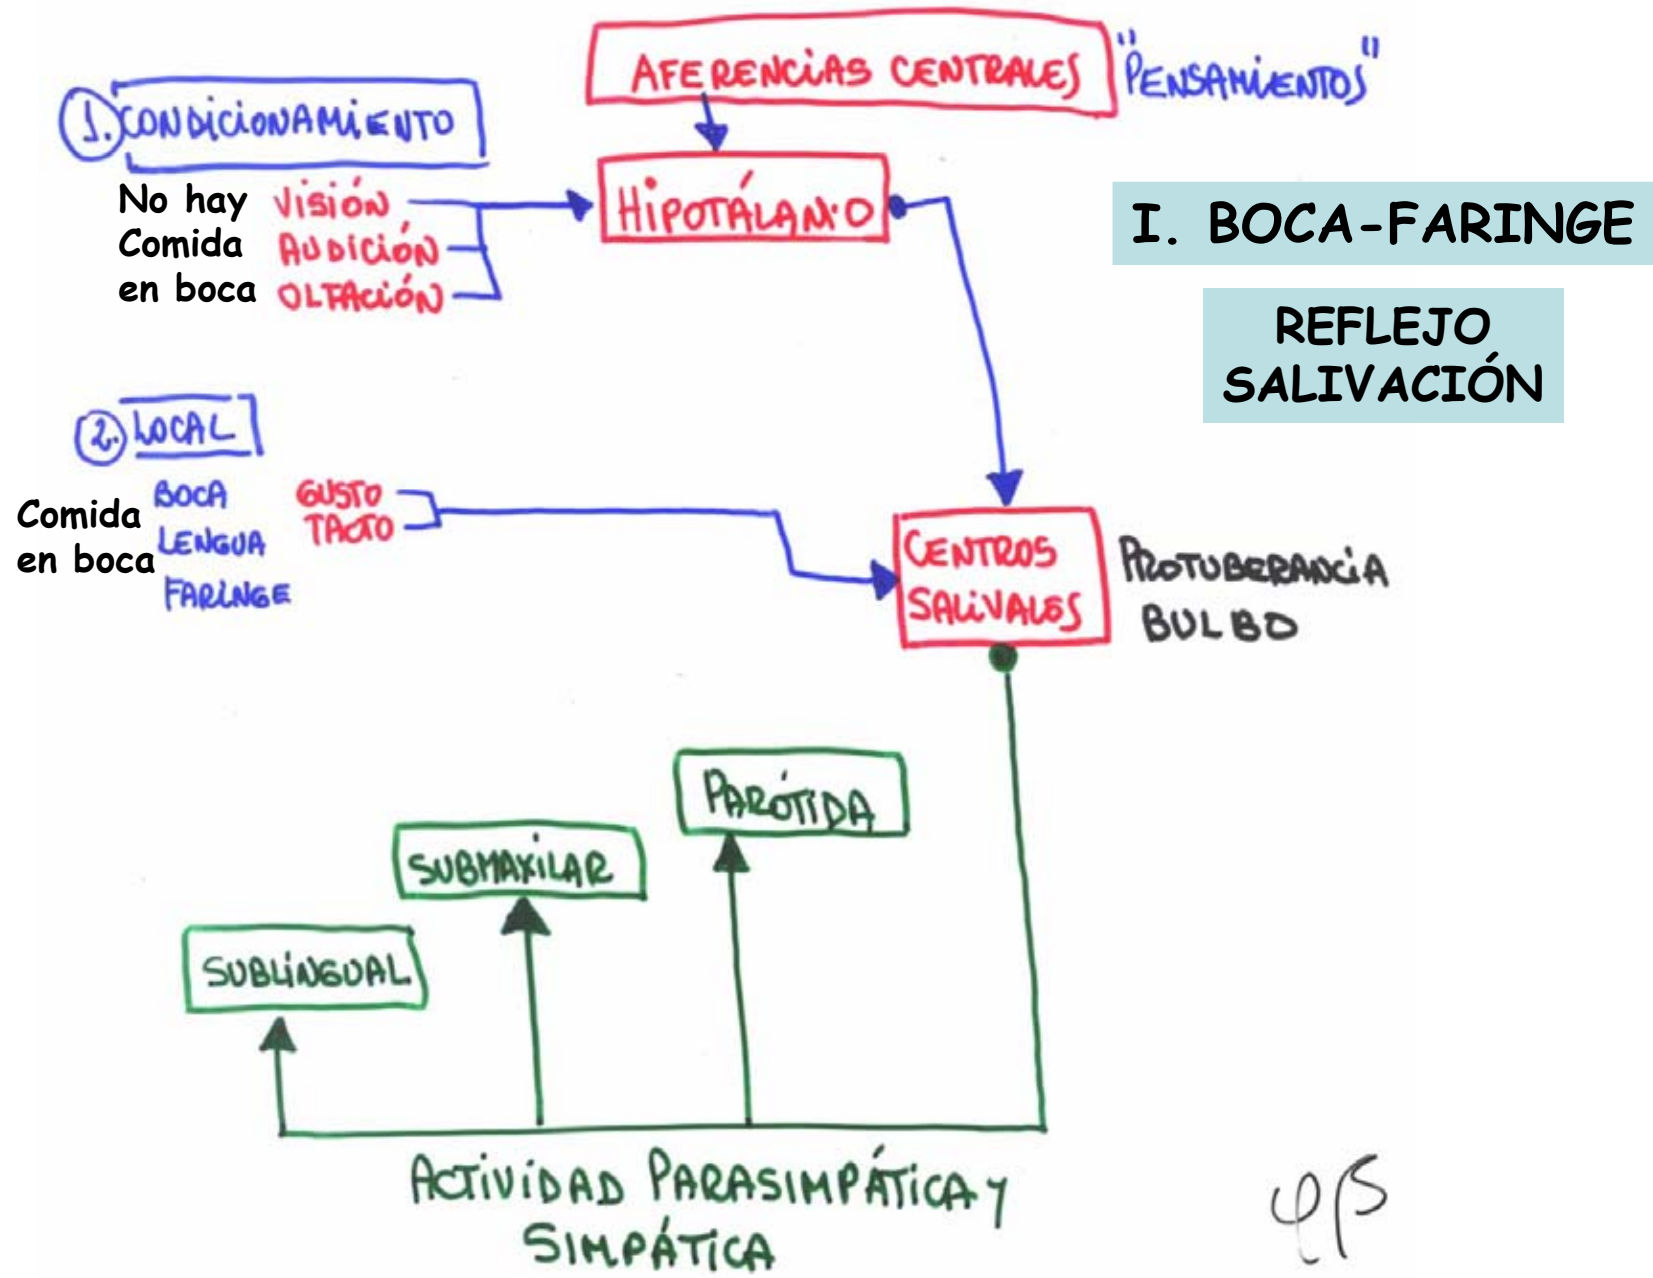 AFERENCIAS CENTRALES
"PENSAMIENTOS"
1. CONDICIONAMIENTO
HIPOTÁLAMO
I. BOCA-FARINGE
No hay
Comida
en boca
VISIÓN
AUDICIÓN
OLFACIÓN
REFLEJO
SALIVACIÓN
2. LOCAL
Comida
en boca
BOCA
LENGUA
FARINGE
GUSTO
TACTO
CENTROS
SALIVALES
PROTUBERANCIA
BULBO
PARÓTIDA
SUBMAXILAR
SUBLINGUAL
ACTIVIDAD PARASIMPÁTICA Y
SIMPÁTICA